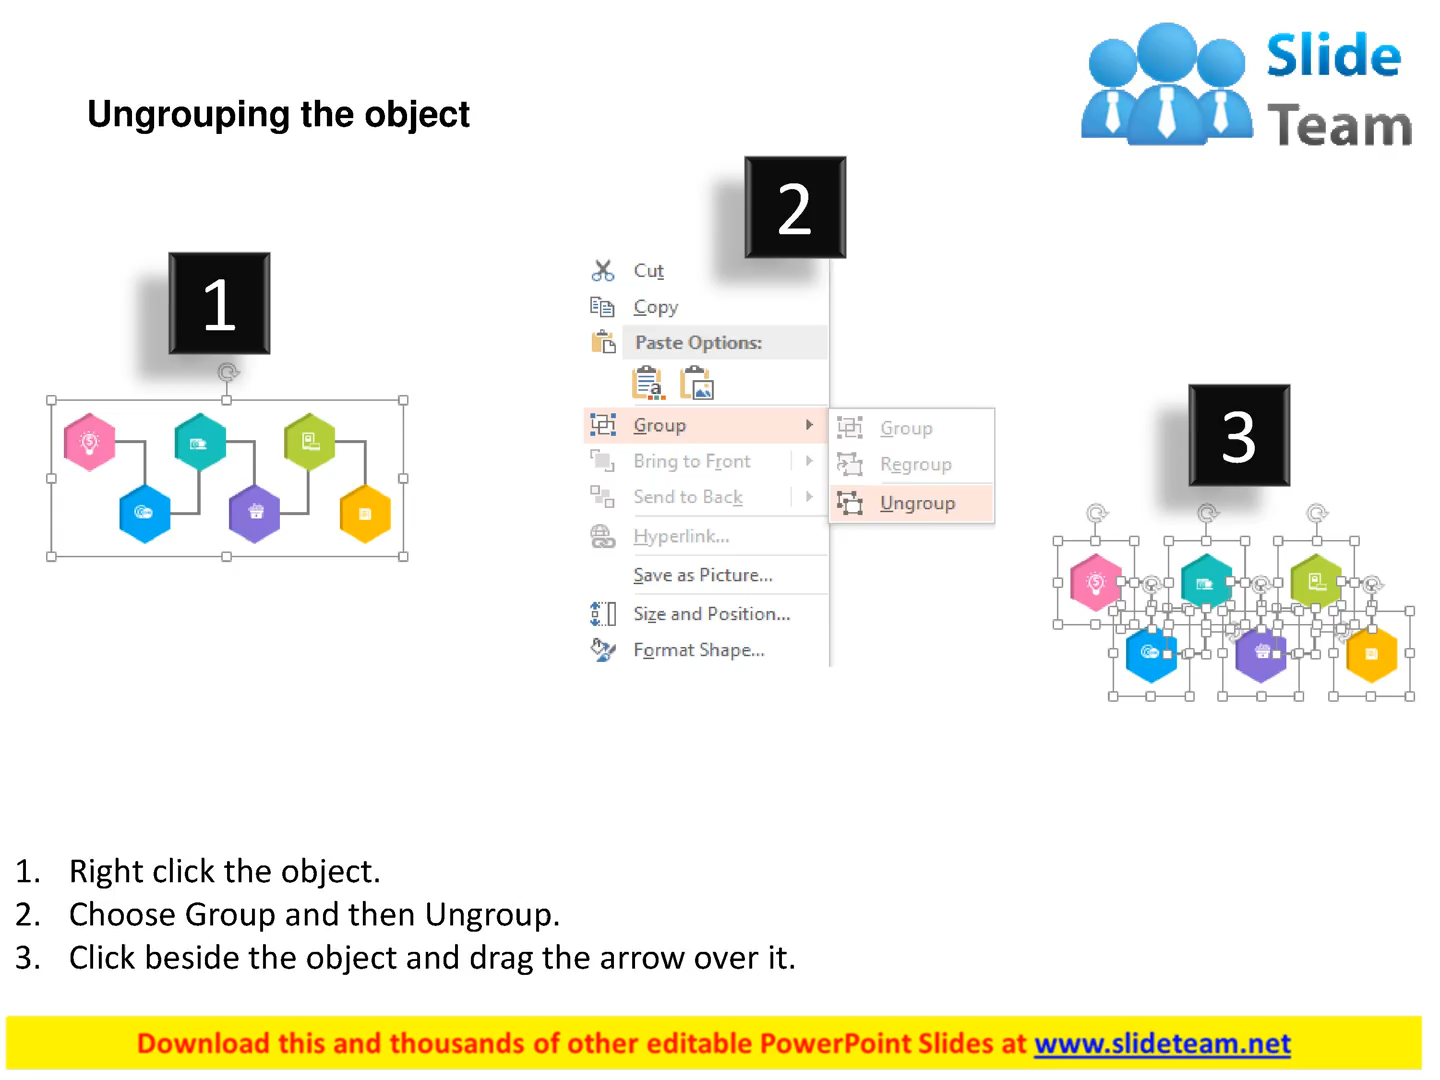 Slide
Team
Ungrouping the object
1
2
3
Cut
Copy
Paste Options:
Group
Bring to Front
Send to Back
Hyperlink...
Save as Picture...
Size and Position...
Format Shape...
Group
Regroup
Ungroup
1. Right click the object.
2. Choose Group and then Ungroup.
3. Click beside the object and drag the arrow over it.
Download this and thousands of other editable PowerPoint Slides at www.slideteam.net